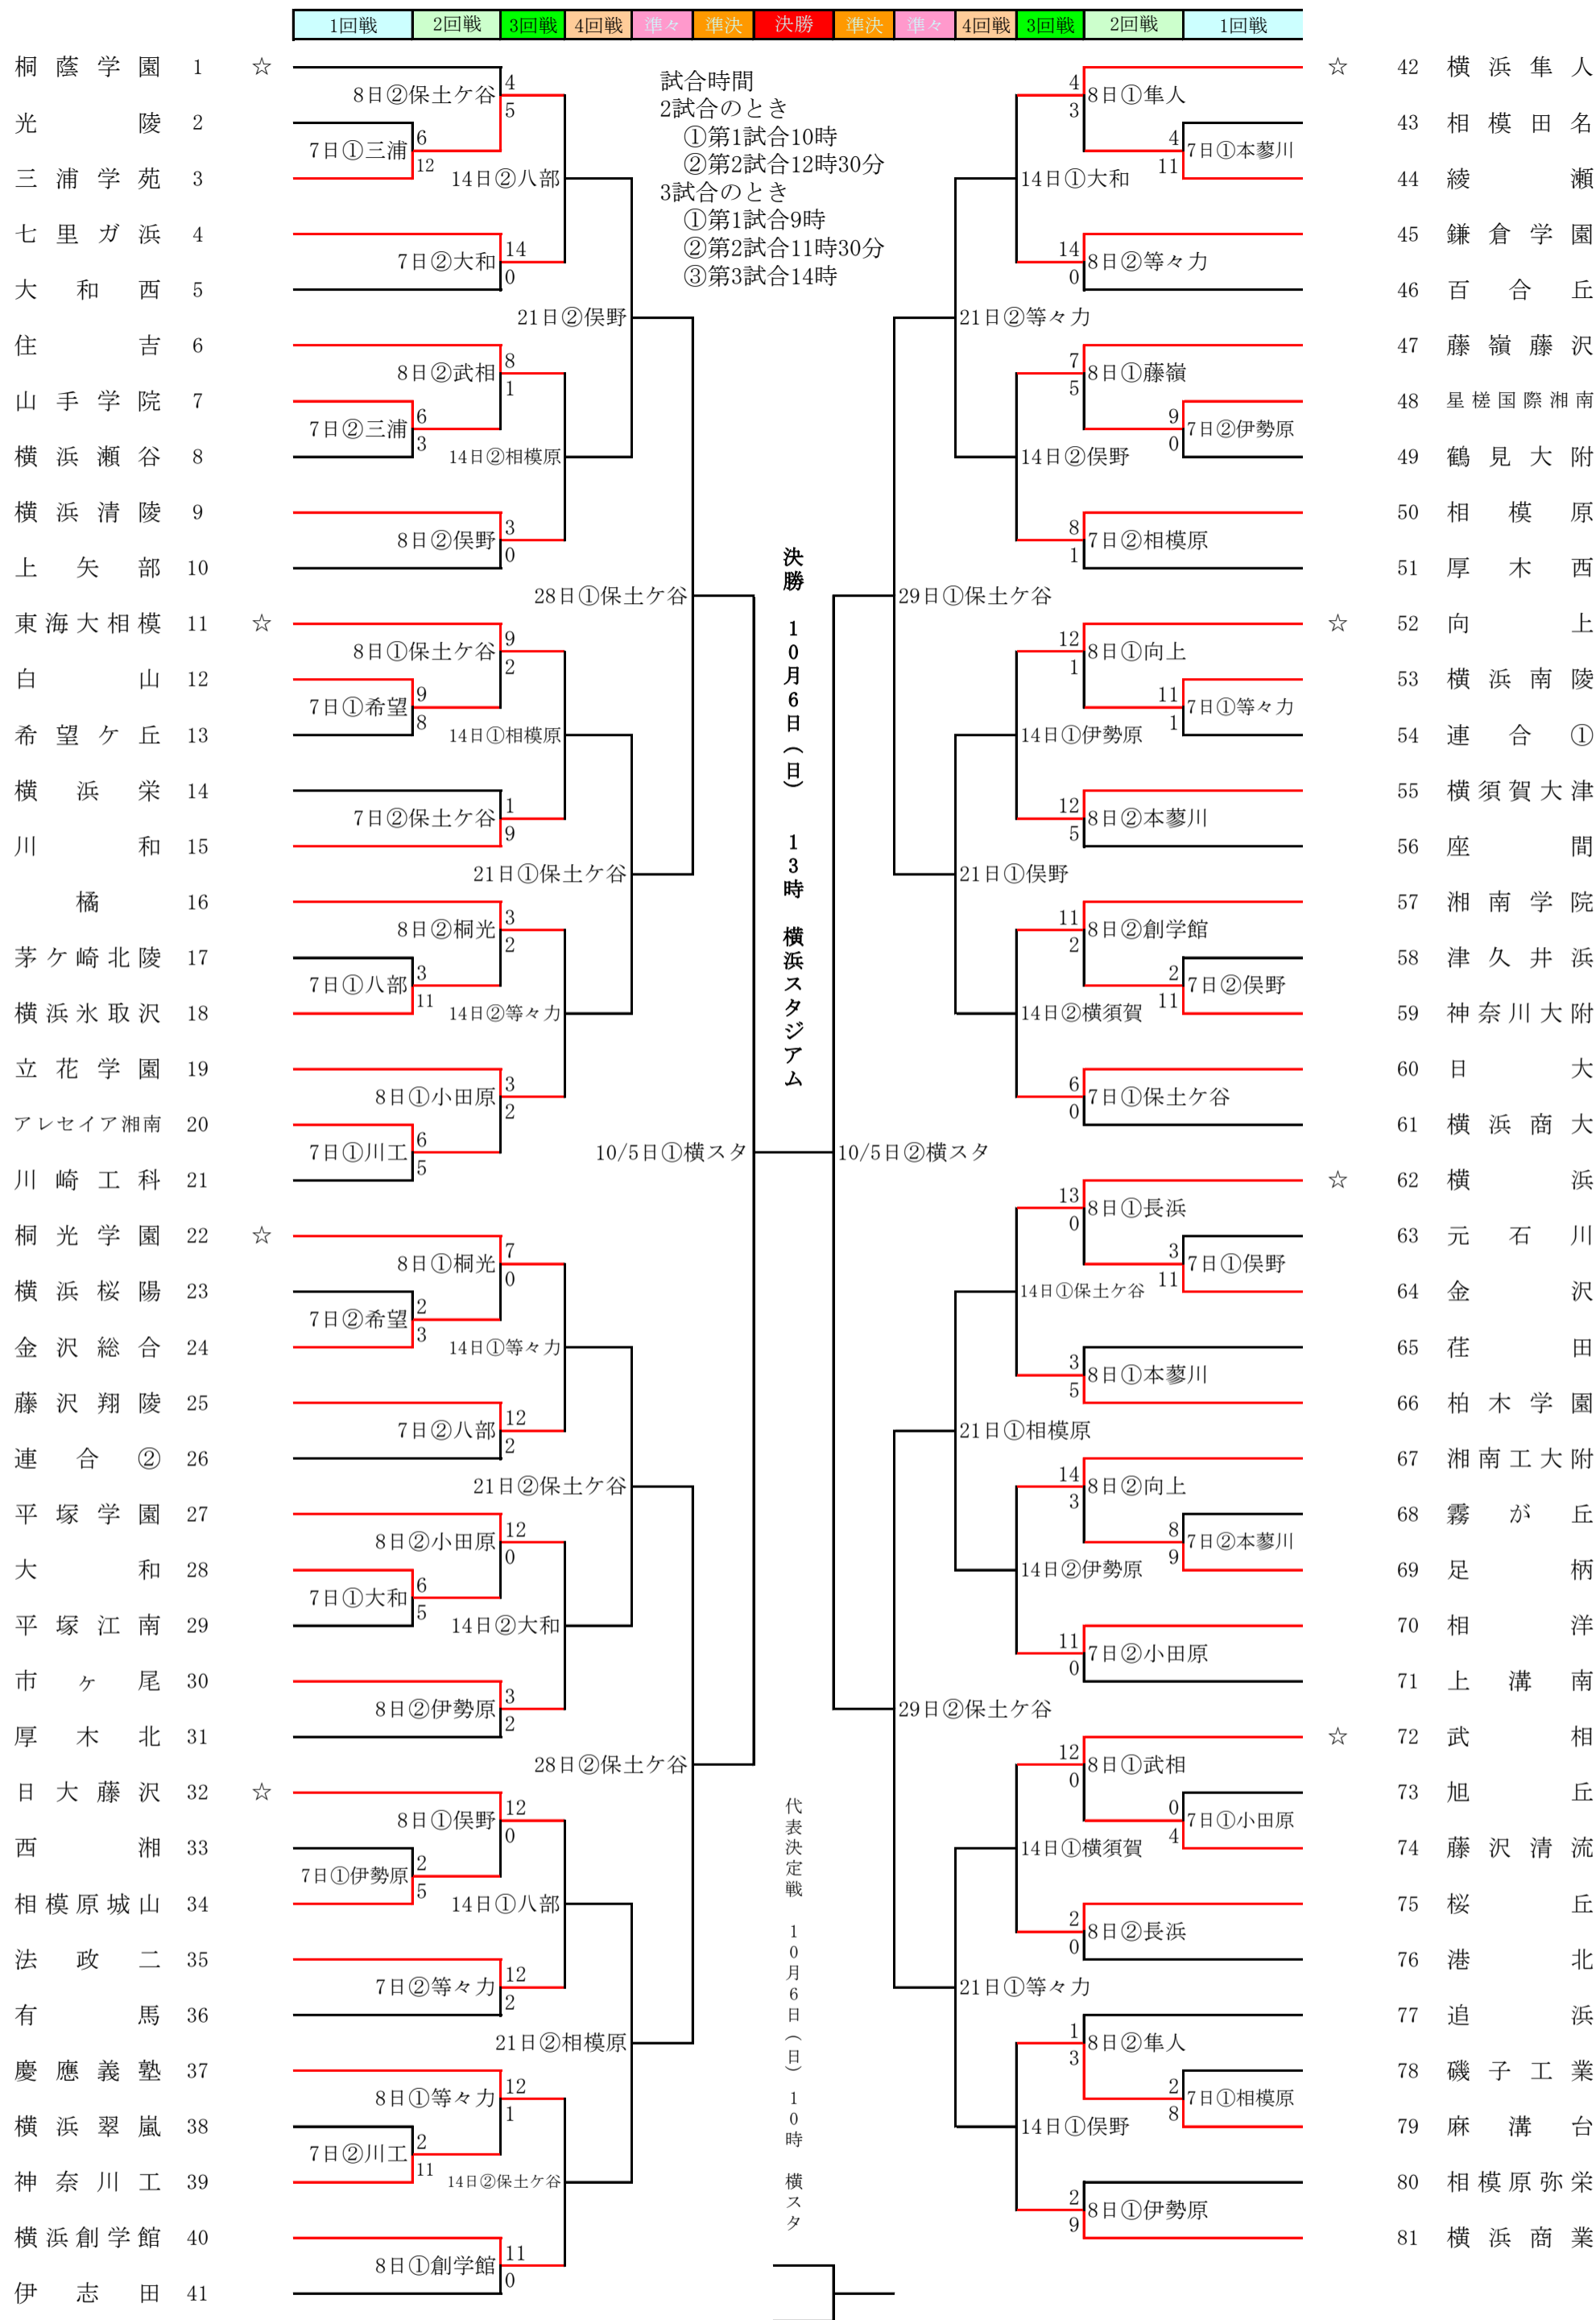 1回戦 2回戦 3回戦 4回戦 準々 準決 決勝 準決 準々 4回戦 3回戦 2回戦 1回戦
試合時間
2試合のとき
①第1試合10時
②第2試合12時30分
3試合のとき
①第1試合9時
②第2試合11時30分
③第3試合14時
桐蔭学園 1 ☆
8日②保土ケ谷 4 5
光陵 2
7日①三浦 6 12
三浦学苑 3
14日②八部
七里ガ浜 4
7日②大和 14 0
大和西 5
21日②俣野
住吉 6
8日②武相 8 1
山手学院 7
7日②三浦 6 3
横浜瀬谷 8
14日②相模原
横浜清陵 9
8日②俣野 3 0
上矢部 10
28日①保土ケ谷
東海大相模 11 ☆
8日①保土ケ谷 9 2
白山 12
7日①希望 9 8
希望ケ丘 13
14日①相模原
横浜栄 14
7日②保土ケ谷 1 9
川和 15
21日①保土ケ谷
橘 16
8日②桐光 3 2
茅ケ崎北陵 17
7日①八部 3 11
横浜氷取沢 18
14日②等々力
立花学園 19
8日①小田原 3 2
アレセイア湘南 20
7日①川工 6 5
川崎工科 21
10/5日①横スタ
桐光学園 22 ☆
8日①桐光 7 0
横浜桜陽 23
7日②希望 2 3
金沢総合 24
14日①等々力
藤沢翔陵 25
7日②八部 12 2
連合② 26
21日②保土ケ谷
平塚学園 27
8日②小田原 12 0
大和 28
7日①大和 6 5
平塚江南 29
14日②大和
市ヶ尾 30
8日②伊勢原 3 2
厚木北 31
28日②保土ケ谷
日大藤沢 32 ☆
8日①俣野 12 0
西湘 33
7日①伊勢原 2 5
相模原城山 34
14日①八部
法政二 35
7日②等々力 12 2
有馬 36
21日②相模原
慶應義塾 37
8日①等々力 12 1
横浜翠嵐 38
7日②川工 2 11
神奈川工 39
14日②保土ケ谷
横浜創学館 40
8日①創学館 11 0
伊志田 41
決勝 10月6日(日) 13時 横浜スタジアム
代表決定戦 10月6日(日)10時 横スタ
☆ 42 横浜隼人
4 3 8日①隼人
43 相模田名
4 11 7日①本蓼川
44 綾瀬
14日①大和
45 鎌倉学園
14 0 8日②等々力
46 百合丘
21日②等々力
47 藤嶺藤沢
7 5 8日①藤嶺
48 星槎国際湘南
9 0 7日②伊勢原
49 鶴見大附
14日②俣野
50 相模原
8 1 7日②相模原
51 厚木西
29日①保土ケ谷
☆ 52 向上
12 1 8日①向上
53 横浜南陵
11 1 7日①等々力
54 連合①
14日①伊勢原
55 横須賀大津
12 5 8日②本蓼川
56 座間
21日①俣野
57 湘南学院
11 2 8日②創学館
58 津久井浜
2 11 7日②俣野
59 神奈川大附
14日②横須賀
60 日大
6 0 7日①保土ケ谷
61 横浜商大
10/5日②横スタ
☆ 62 横浜
13 0 8日①長浜
63 元石川
3 11 7日①俣野
64 金沢
14日①保土ケ谷
65 荏田
3 5 8日①本蓼川
66 柏木学園
21日①相模原
67 湘南工大附
14 3 8日②向上
68 霧が丘
8 9 7日②本蓼川
69 足柄
14日②伊勢原
70 相洋
11 0 7日②小田原
71 上溝南
29日②保土ケ谷
☆ 72 武相
12 0 8日①武相
73 旭丘
0 4 7日①小田原
74 藤沢清流
14日①横須賀
75 桜丘
2 0 8日②長浜
76 港北
21日①等々力
77 追浜
1 3 8日②隼人
78 磯子工業
2 8 7日①相模原
79 麻溝台
14日①俣野
80 相模原弥栄
2 9 8日①伊勢原
81 横浜商業